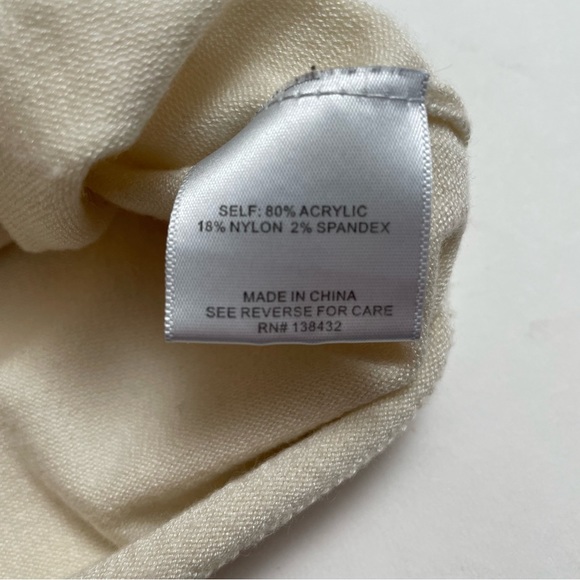 SELF: 80% ACRYLIC
18% NYLON 2% SPANDEX
MADE IN CHINA
SEE REVERSE FOR CARE
RN# 138432